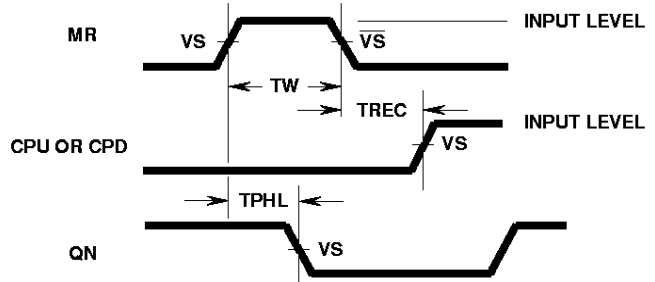 INPUT LEVEL
MR VS VS
TW
TREC
INPUT LEVEL
CPU OR CPD VS
TPHL
QN VS